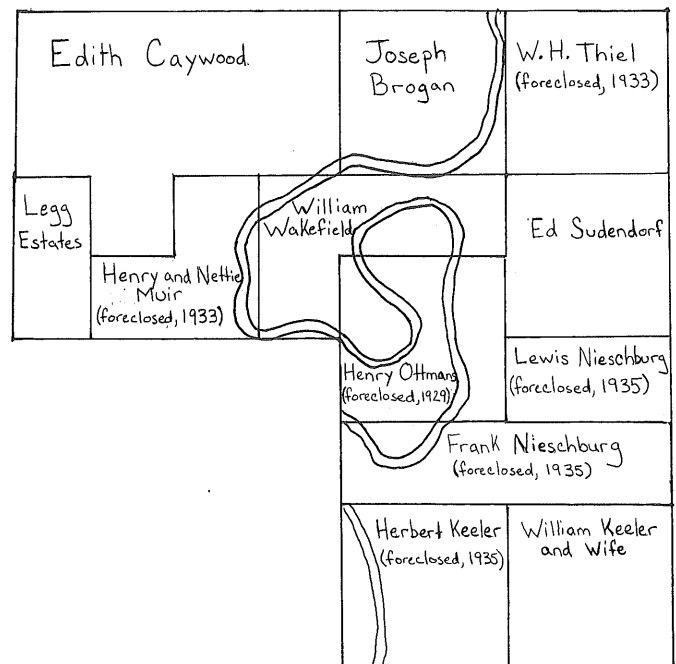 Edith Caywood.
Joseph
Brogan
W.H. Thiel
(foreclosed, 1933)
Legg
Estates
William
Wakefield
Ed Sudendorf
Henry and Nettie
Muir
(foreclosed, 1933)
Henry Ottmans
(foreclosed, 1929)
Lewis Nieschburg
(foreclosed, 1935)
Frank Nieschburg
(foreclosed, 1935)
Herbert Keeler
(foreclosed, 1935)
William Keeler
and Wife